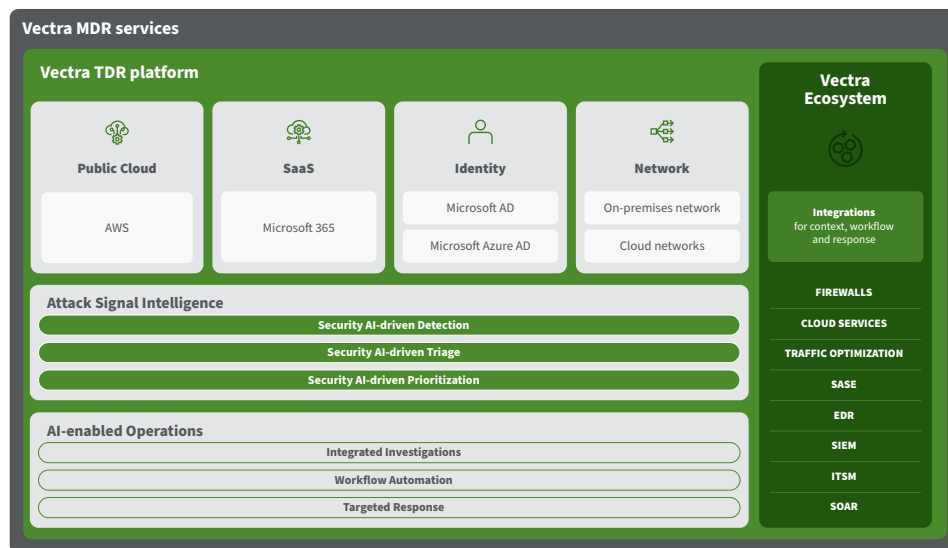 Vectra MDR services
Vectra TDR platform
Public Cloud
AWS
SaaS
Microsoft 365
Identity
Microsoft AD
Microsoft Azure AD
Network
On-premises network
Cloud networks
Attack Signal Intelligence
Security AI-driven Detection
Security AI-driven Triage
Security AI-driven Prioritization
AI-enabled Operations
Integrated Investigations
Workflow Automation
Targeted Response
Vectra
Ecosystem
Integrations
for context, workflow
and response
FIREWALLS
CLOUD SERVICES
TRAFFIC OPTIMIZATION
SASE
EDR
SIEM
ITSM
SOAR